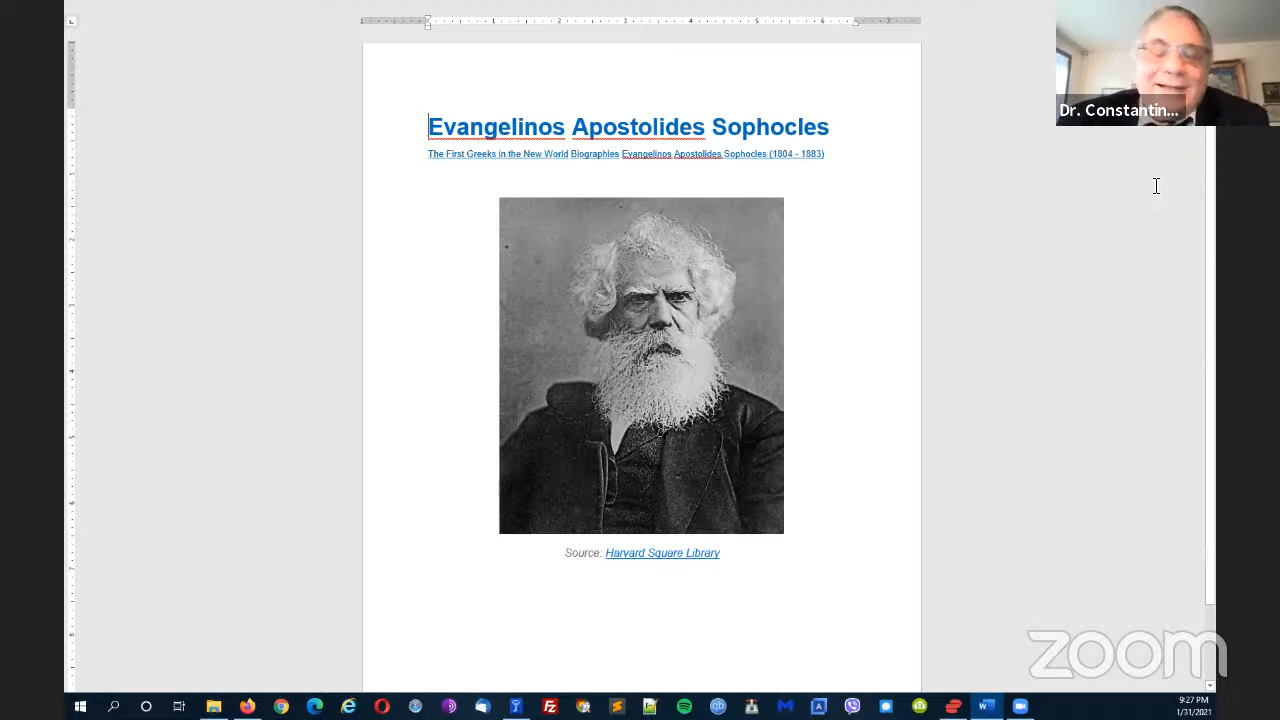 Evangelinos Apostolides Sophocles
The First Greeks in the New World Biographies Evangelinos Apostolides Sophocles (1804 - 1883)
Source: Harvard Square Library
Dr. Constantin...
zoom
9:27 PM
1/31/2021